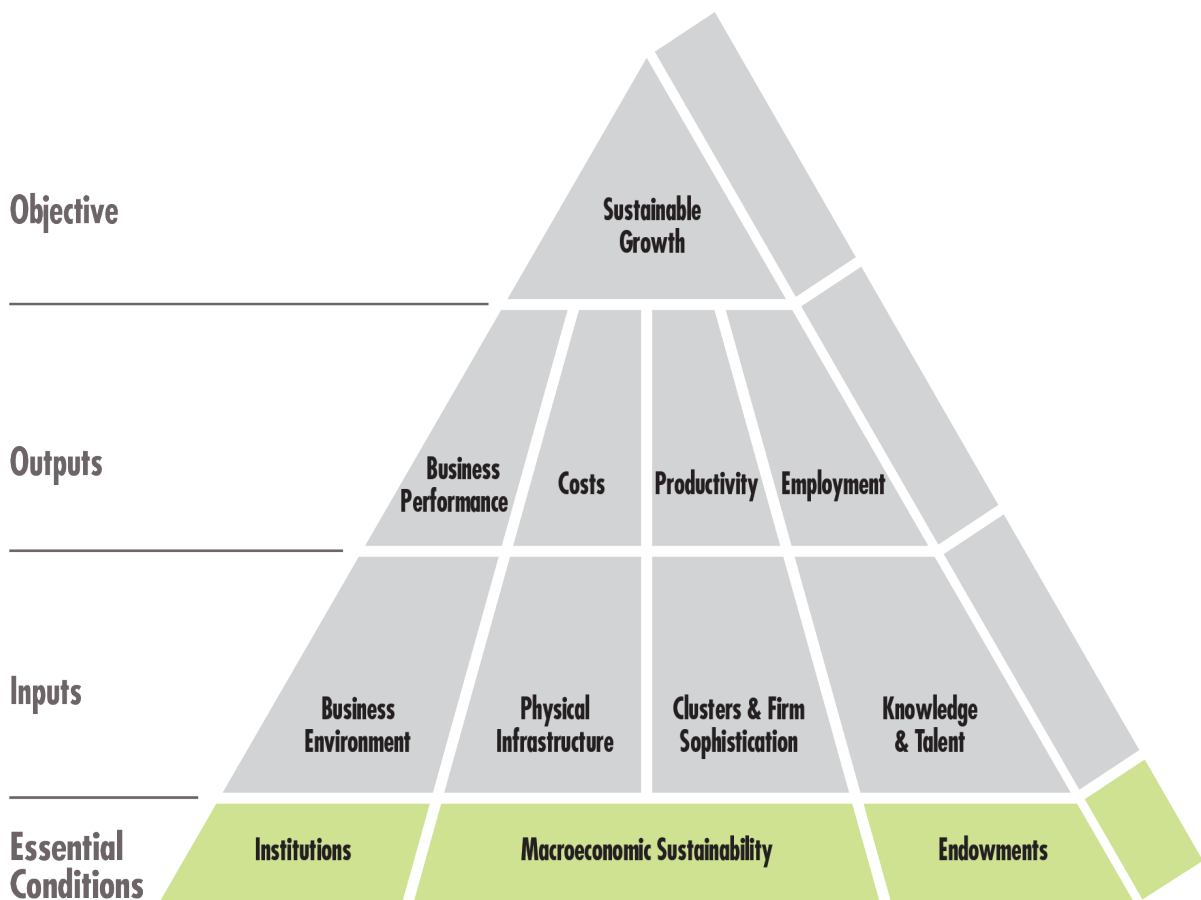 Objective
Sustainable
Growth
Outputs
Business
Performance
Costs
Productivity
Employment
Inputs
Business
Environment
Physical
Infrastructure
Clusters & Firm
Sophistication
Knowledge
& Talent
Essential
Conditions
Institutions
Macroeconomic Sustainability
Endowments